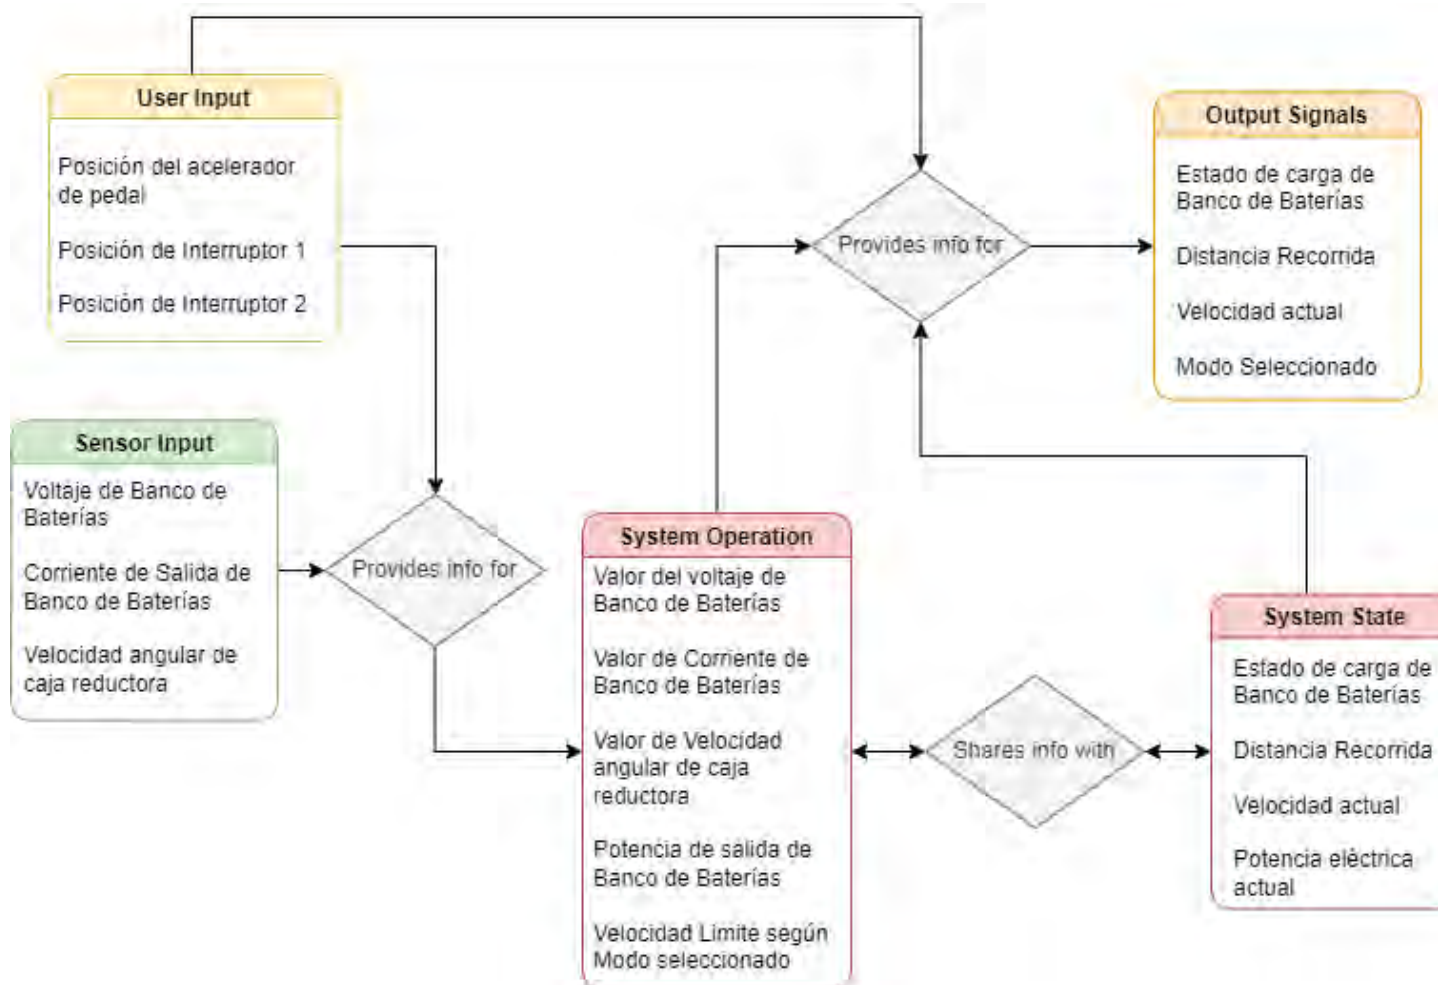 User Input
Posición del acelerador
de pedal
Posición de Interruptor 1
Posición de Interruptor 2
Sensor Input
Voltaje de Banco de
Baterías
Corriente de Salida de
Banco de Baterías
Velocidad angular de
caja reductora
Provides info for
System Operation
Valor del voltaje de
Banco de Baterías
Valor de Corriente de
Banco de Baterías
Valor de Velocidad
angular de caja
reductora
Potencia de salida de
Banco de Baterías
Velocidad Limite según
Modo seleccionado
Provides info for
Output Signals
Estado de carga de
Banco de Baterías
Distancia Recorrida
Velocidad actual
Modo Seleccionado
Shares info with
System State
Estado de carga de
Banco de Baterías
Distancia Recorrida
Velocidad actual
Potencia eléctrica
actual